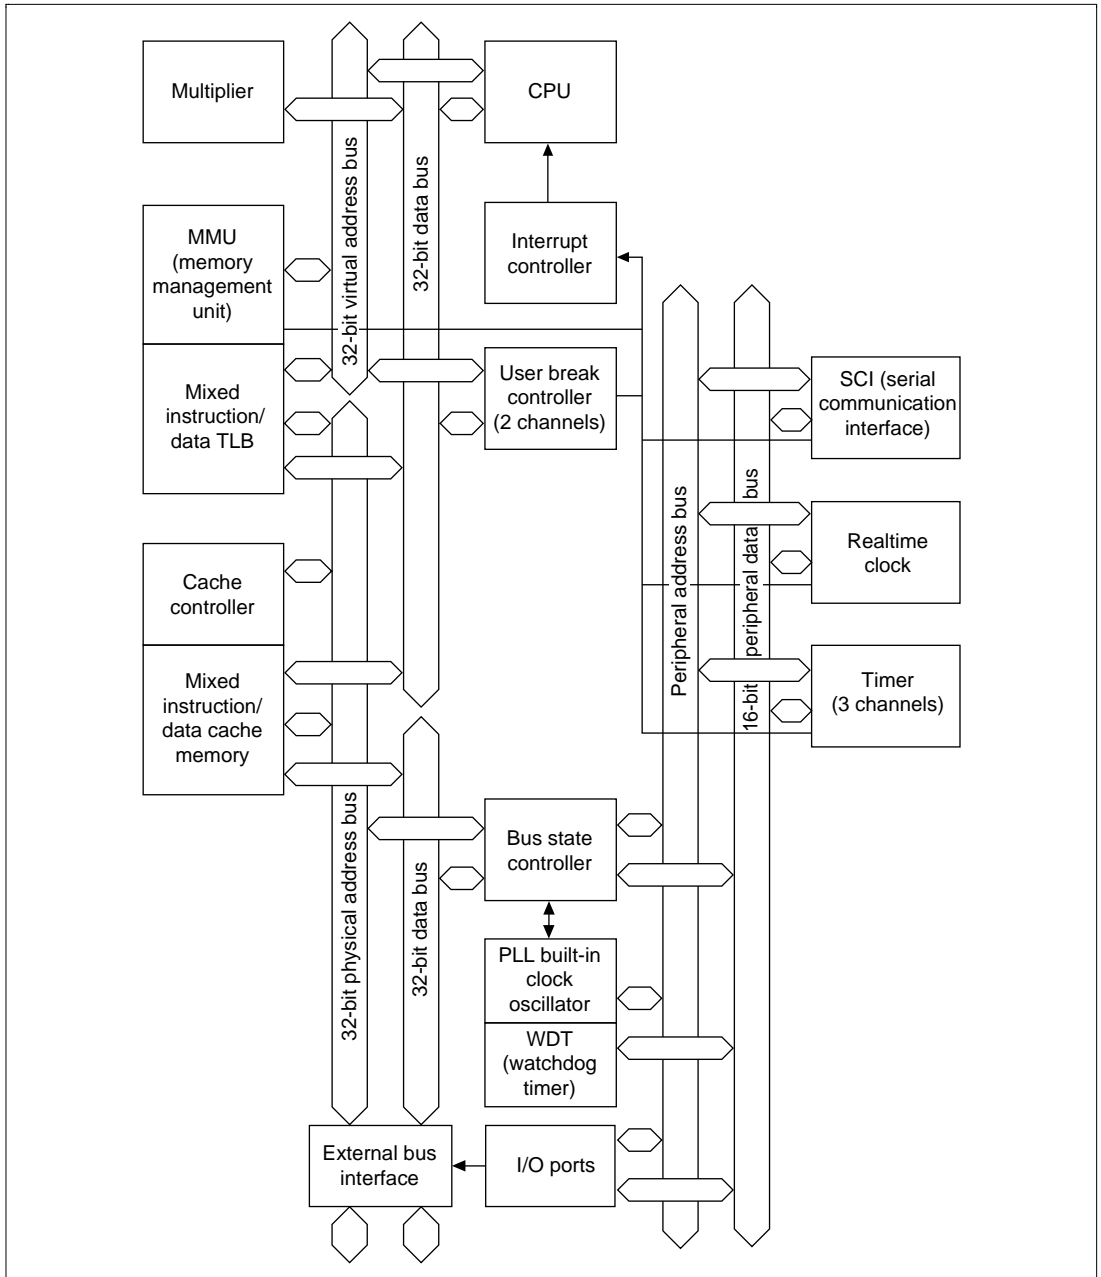 Multiplier
CPU
32-bit virtual address bus
32-bit data bus
MMU
(memory
management
unit)
Interrupt
controller
Mixed
instruction/
data TLB
User break
controller
(2 channels)
SCI (serial
communication
interface)
Peripheral address bus
16-bit peripheral data bus
Realtime
clock
Cache
controller
Mixed
instruction/
data cache
memory
Timer
(3 channels)
32-bit physical address bus
32-bit data bus
Bus state
controller
PLL built-in
clock
oscillator
WDT
(watchdog
timer)
External bus
interface
I/O ports